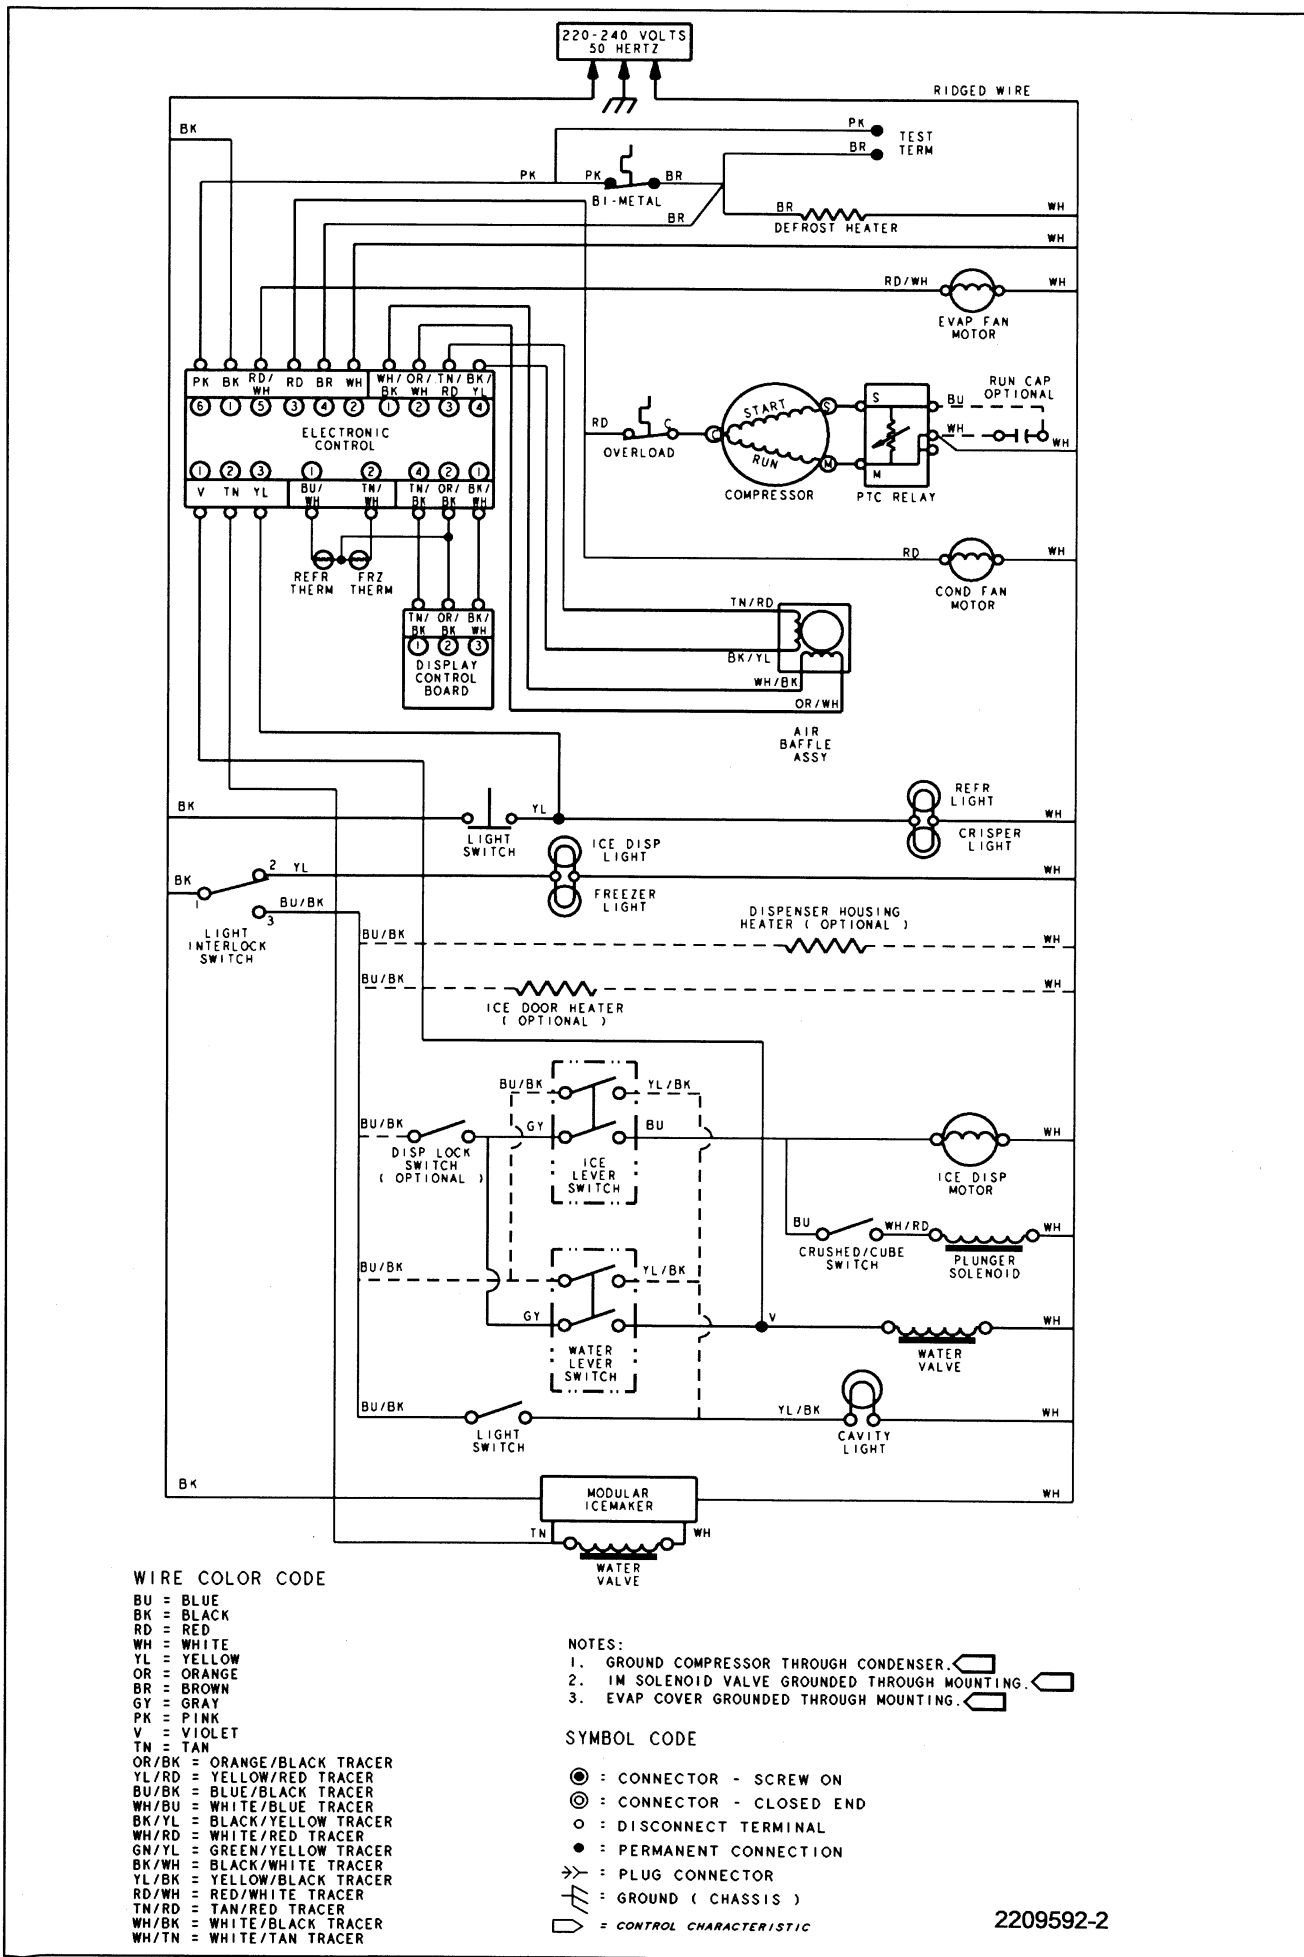 220-240 VOLTS
50 HERTZ
RIDGED WIRE
BK
PK
TEST
TERM
BR
PK
PK
BR
BI-METAL
BR
BR
WH
DEFROST HEATER
WH
RD/WH
WH
EVAP FAN
MOTOR
PK BK RD/WH RD BR WH WH/BK OR/WH TN/RD BK/YL
6 1 5 3 4 2 1 2 3 4
ELECTRONIC
CONTROL
1 2 3 1 2 4 2 1
V TN YL BU/WH TN/WH TN/BK OR/BK BK/WH
RUN CAP
OPTIONAL
RD
C
OVERLOAD
C
START
RUN
S
M
COMPRESSOR
S
M
PTC RELAY
BU
WH
WH
REFR
THERM
FRZ
THERM
RD
WH
COND FAN
MOTOR
TN/BK OR/BK BK/WH
1 2 3
DISPLAY
CONTROL
BOARD
TN/RD
BK/YL
WH/BK
OR/WH
AIR
BAFFLE
ASSY
BK
YL
LIGHT
SWITCH
REFR
LIGHT
CRISPER
LIGHT
WH
BK
1
2
YL
3
BU/BK
LIGHT
INTERLOCK
SWITCH
ICE DISP
LIGHT
FREEZER
LIGHT
WH
DISPENSER HOUSING
HEATER ( OPTIONAL )
BU/BK
WH
BU/BK
WH
ICE DOOR HEATER
( OPTIONAL )
BU/BK
YL/BK
BU/BK
GY
BU
WH
DISP LOCK
SWITCH
( OPTIONAL )
ICE
LEVER
SWITCH
ICE DISP
MOTOR
BU
WH/RD
WH
CRUSHED/CUBE
SWITCH
PLUNGER
SOLENOID
BU/BK
YL/BK
GY
V
WH
WATER
LEVER
SWITCH
WATER
VALVE
BU/BK
YL/BK
WH
LIGHT
SWITCH
CAVITY
LIGHT
BK
MODULAR
ICEMAKER
WH
TN
WH
WATER
VALVE
WIRE COLOR CODE
BU = BLUE
BK = BLACK
RD = RED
WH = WHITE
YL = YELLOW
OR = ORANGE
BR = BROWN
GY = GRAY
PK = PINK
V = VIOLET
TN = TAN
OR/BK = ORANGE/BLACK TRACER
YL/RD = YELLOW/RED TRACER
BU/BK = BLUE/BLACK TRACER
WH/BU = WHITE/BLUE TRACER
BK/YL = BLACK/YELLOW TRACER
WH/RD = WHITE/RED TRACER
GN/YL = GREEN/YELLOW TRACER
BK/WH = BLACK/WHITE TRACER
YL/BK = YELLOW/BLACK TRACER
RD/WH = RED/WHITE TRACER
TN/RD = TAN/RED TRACER
WH/BK = WHITE/BLACK TRACER
WH/TN = WHITE/TAN TRACER
NOTES:
1. GROUND COMPRESSOR THROUGH CONDENSER.
2. IM SOLENOID VALVE GROUNDED THROUGH MOUNTING.
3. EVAP COVER GROUNDED THROUGH MOUNTING.
SYMBOL CODE
: CONNECTOR - SCREW ON
: CONNECTOR - CLOSED END
: DISCONNECT TERMINAL
: PERMANENT CONNECTION
: PLUG CONNECTOR
: GROUND ( CHASSIS )
= CONTROL CHARACTERISTIC
2209592-2